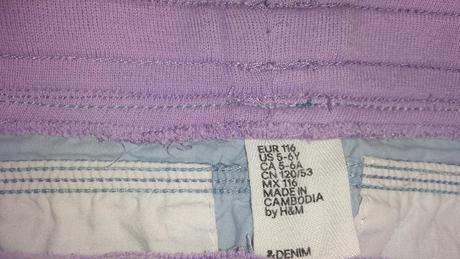 EUR 116
US 5-6Y
CA 5-6A
CN 120/53
MX 116
MADE IN
CAMBODIA
by H&M
&DENIM